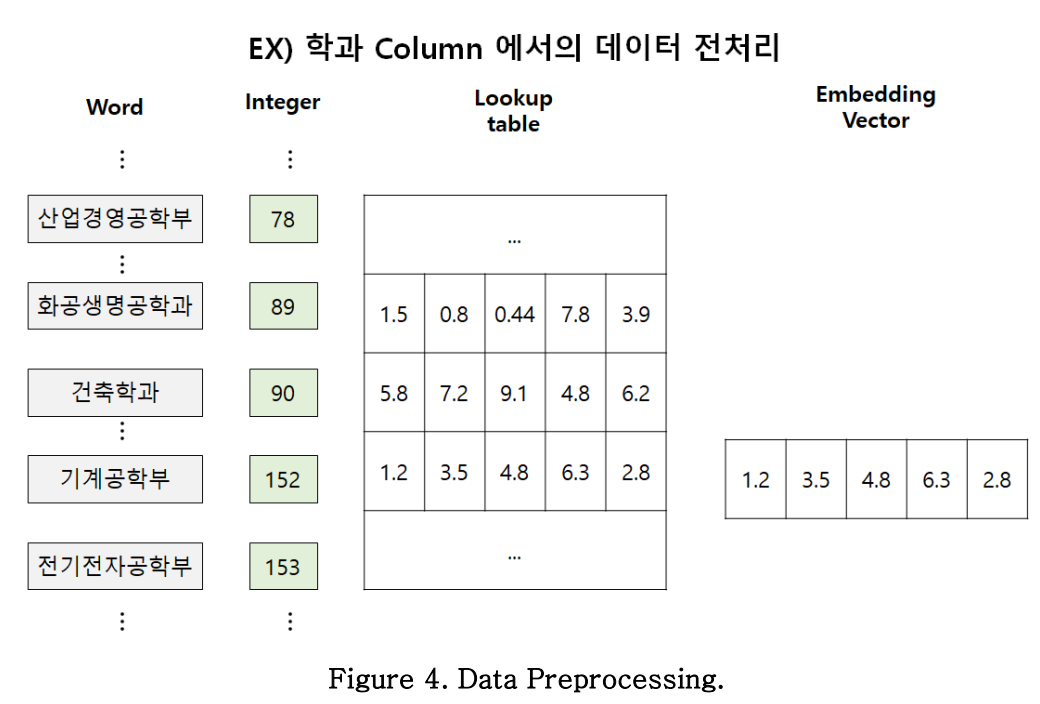 EX) 학과 Column 에서의 데이터 전처리
Word Integer Lookup table Embedding Vector
⋮ ⋮
산업경영공학부 78 ...
⋮
화공생명공학과 89 1.5 0.8 0.44 7.8 3.9
건축학과 90 5.8 7.2 9.1 4.8 6.2
⋮
기계공학부 152 1.2 3.5 4.8 6.3 2.8 1.2 3.5 4.8 6.3 2.8
전기전자공학부 153 ...
⋮ ⋮
Figure 4. Data Preprocessing.